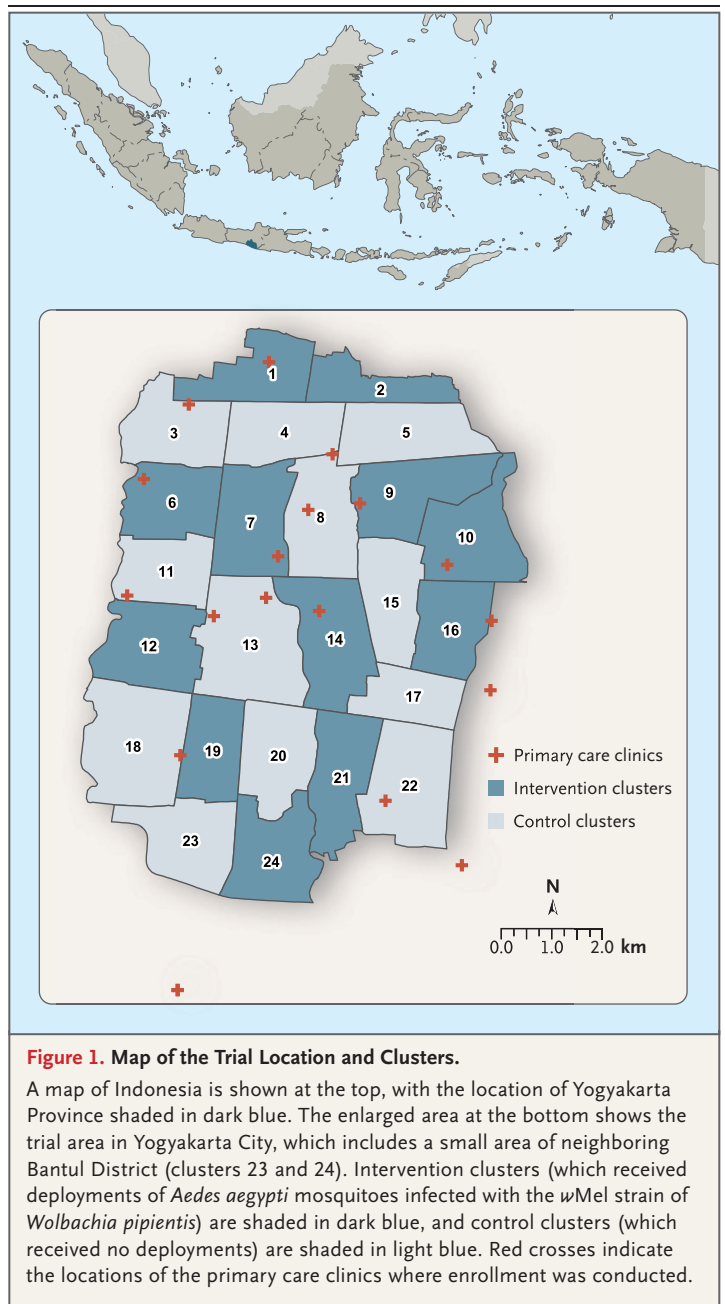 1
2
3
4
5
6
7
8
9
10
11
12
13
14
15
16
17
18
19
20
21
22
23
24
Primary care clinics
Intervention clusters
Control clusters
N
0.0 1.0 2.0 km
Figure 1. Map of the Trial Location and Clusters.
A map of Indonesia is shown at the top, with the location of Yogyakarta
Province shaded in dark blue. The enlarged area at the bottom shows the
trial area in Yogyakarta City, which includes a small area of neighboring
Bantul District (clusters 23 and 24). Intervention clusters (which received
deployments of Aedes aegypti mosquitoes infected with the wMel strain of
Wolbachia pipientis) are shaded in dark blue, and control clusters (which
received no deployments) are shaded in light blue. Red crosses indicate
the locations of the primary care clinics where enrollment was conducted.